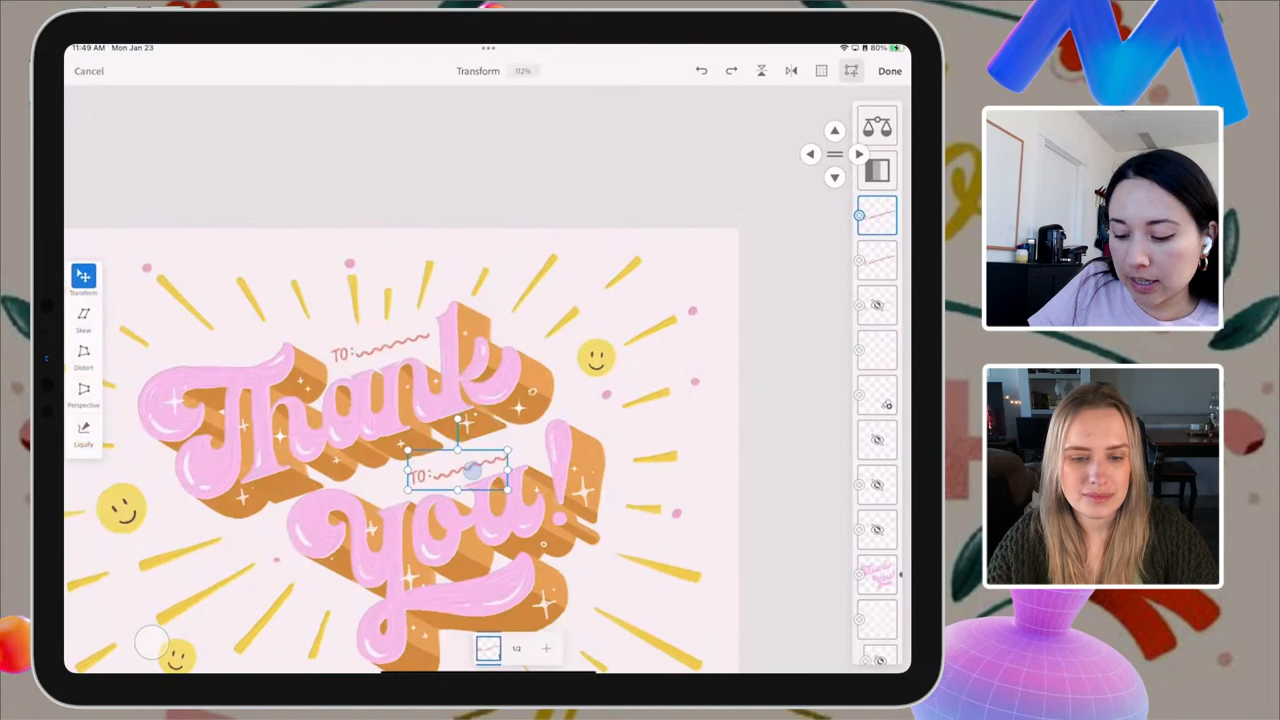 11:49 AM Mon Jan 23
80%
Cancel
Transform
112%
Done
Transform
Skew
Distort
Perspective
Liquify
TO:
Thank
TO:
You!
1/2